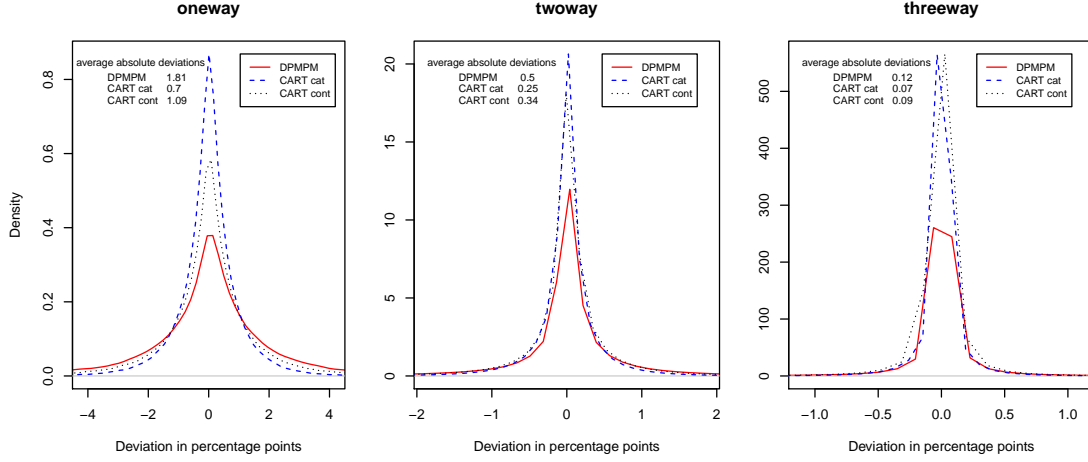 oneway
average absolute deviations
DPMPM 1.81
CART cat 0.7
CART cont 1.09
DPMPM
CART cat
CART cont
Density
0.0
0.2
0.4
0.6
0.8
−4
−2
0
2
4
Deviation in percentage points
twoway
average absolute deviations
DPMPM 0.5
CART cat 0.25
CART cont 0.34
DPMPM
CART cat
CART cont
0
5
10
15
20
−2
−1
0
1
2
Deviation in percentage points
threeway
average absolute deviations
DPMPM 0.12
CART cat 0.07
CART cont 0.09
DPMPM
CART cat
CART cont
0
100
200
300
400
500
−1.0
−0.5
0.0
0.5
1.0
Deviation in percentage points